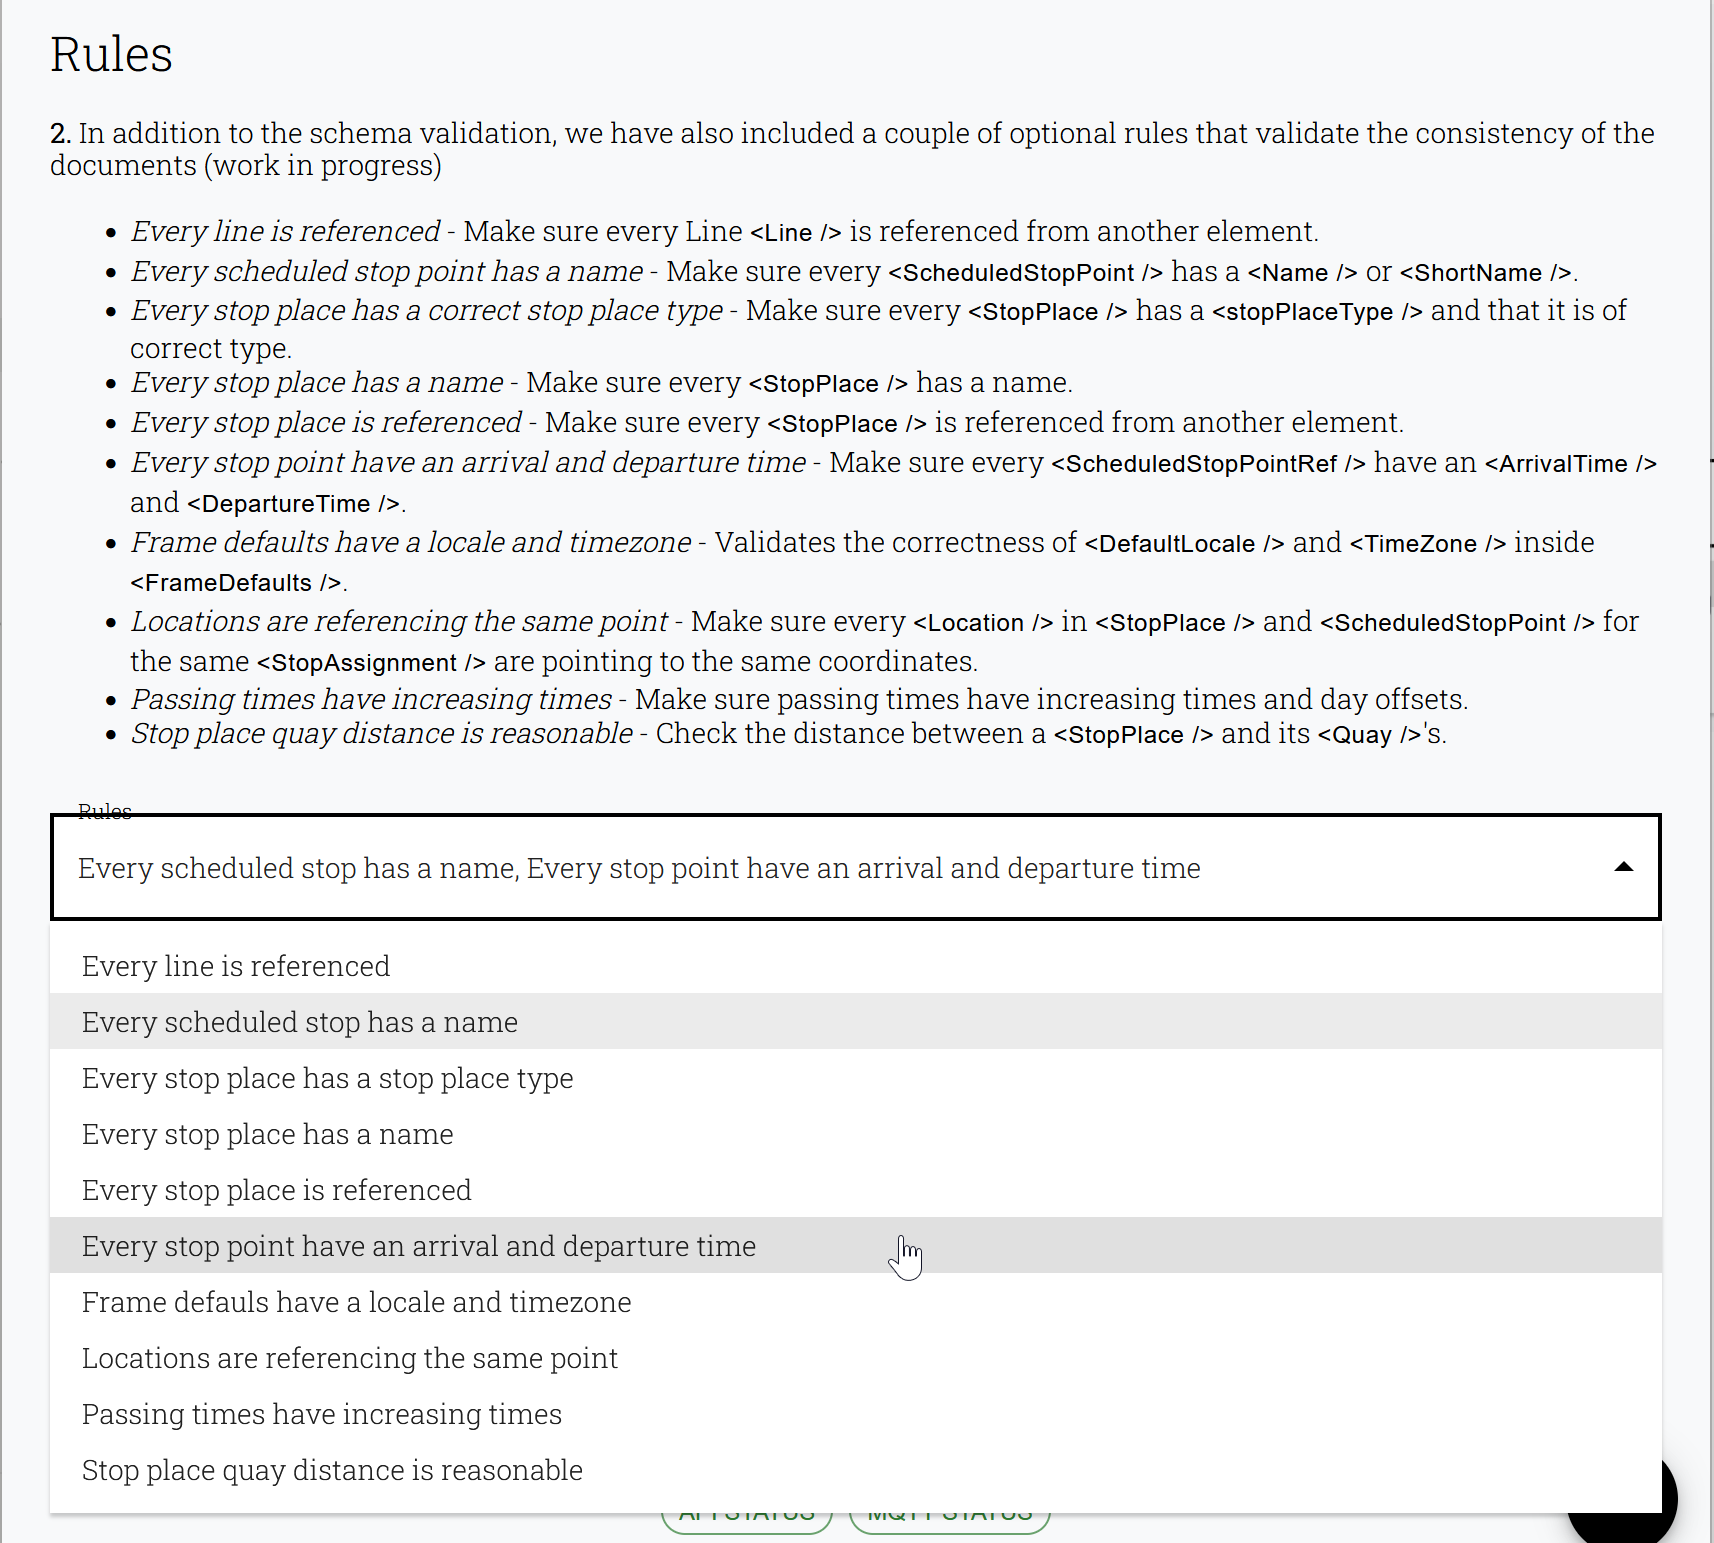 Rules
2. In addition to the schema validation, we have also included a couple of optional rules that validate the consistency of the
documents (work in progress)
• Every line is referenced - Make sure every Line <Line /> is referenced from another element.
• Every scheduled stop point has a name - Make sure every <ScheduledStopPoint /> has a <Name /> or <ShortName />.
• Every stop place has a correct stop place type - Make sure every <StopPlace /> has a <stopPlaceType /> and that it is of
correct type.
• Every stop place has a name - Make sure every <StopPlace /> has a name.
• Every stop place is referenced - Make sure every <StopPlace /> is referenced from another element.
• Every stop point have an arrival and departure time - Make sure every <ScheduledStopPointRef /> have an <ArrivalTime />
and <DepartureTime />.
• Frame defaults have a locale and timezone - Validates the correctness of <DefaultLocale /> and <TimeZone /> inside
<FrameDefaults />.
• Locations are referencing the same point - Make sure every <Location /> in <StopPlace /> and <ScheduledStopPoint /> for
the same <StopAssignment /> are pointing to the same coordinates.
• Passing times have increasing times - Make sure passing times have increasing times and day offsets.
• Stop place quay distance is reasonable - Check the distance between a <StopPlace /> and its <Quay />'s.
Rules
Every scheduled stop has a name, Every stop point have an arrival and departure time
Every line is referenced
Every scheduled stop has a name
Every stop place has a stop place type
Every stop place has a name
Every stop place is referenced
Every stop point have an arrival and departure time
Frame defauls have a locale and timezone
Locations are referencing the same point
Passing times have increasing times
Stop place quay distance is reasonable
API STATUS MQTT STATUS